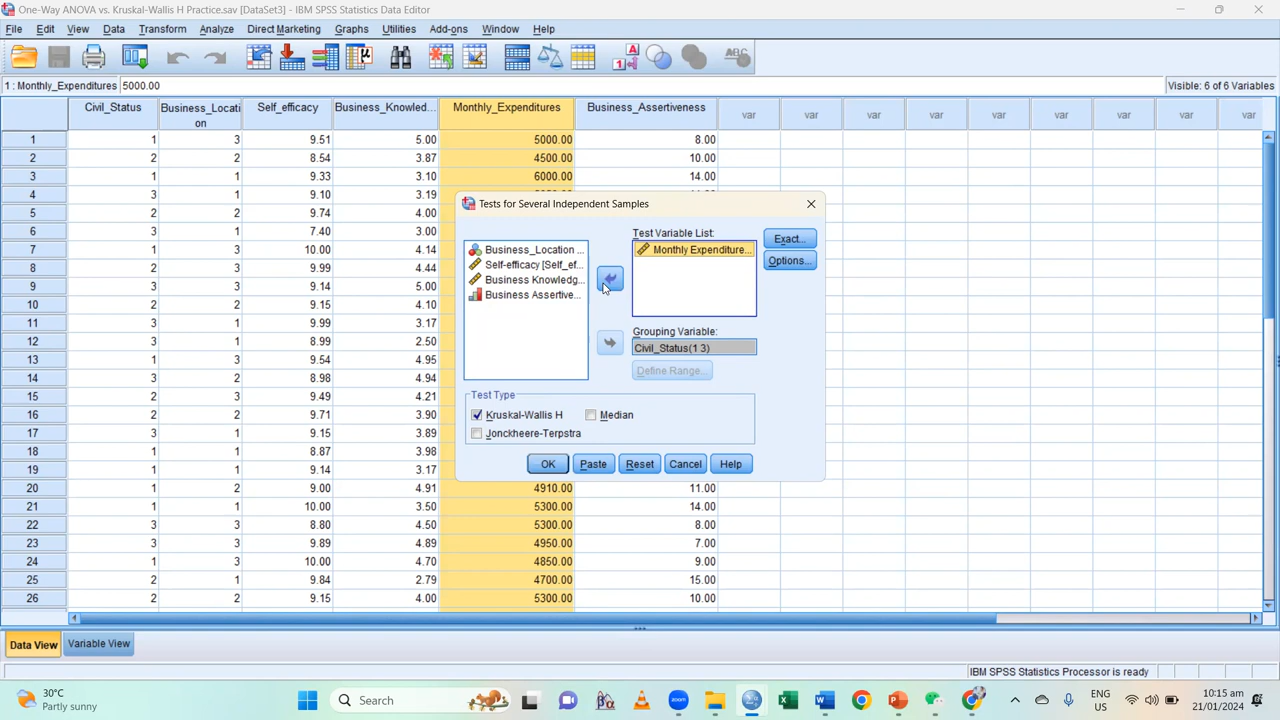 One-Way ANOVA vs. Kruskal-Wallis H Practice.sav [DataSet3] - IBM SPSS Statistics Data Editor
File Edit View Data Transform Analyze Direct Marketing Graphs Utilities Add-ons Window Help
1 : Monthly_Expenditures 5000.00 Visible: 6 of 6 Variables
Civil_Status Business_Locati on Self_efficacy Business_Knowled... Monthly_Expenditures Business_Assertiveness var var var var var var var var var
1 1 3 9.51 5.00 5000.00 8.00
2 2 2 8.54 3.87 4500.00 10.00
3 1 1 9.33 3.10 6000.00 14.00
4 3 1 9.10 3.19
5 2 2 9.74 4.00
6 3 1 7.40 3.00
7 1 3 10.00 4.14
8 2 3 9.99 4.44
9 2 3 9.14 5.00
10 2 2 9.15 4.10
11 3 1 9.99 3.17
12 3 1 8.99 2.50
13 1 3 9.54 4.95
14 3 2 8.98 4.94
15 2 3 9.49 4.21
16 2 2 9.71 3.90
17 3 1 9.15 3.89
18 1 1 8.87 3.98
19 1 1 9.14 3.17
20 1 2 9.00 4.91 4910.00 11.00
21 1 1 10.00 3.50 5300.00 14.00
22 3 3 8.80 4.50 5300.00 8.00
23 3 3 9.89 4.89 4950.00 7.00
24 1 3 10.00 4.70 4850.00 9.00
25 2 1 9.84 2.79 4700.00 15.00
26 2 2 9.15 4.00 5300.00 10.00
Tests for Several Independent Samples
Test Variable List:
Business_Location ...
Self-efficacy [Self_ef...
Business Knowledg...
Business Assertive...
Monthly Expenditure...
Exact...
Options...
Grouping Variable:
Civil_Status(1 3)
Define Range...
Test Type
Kruskal-Wallis H Median
Jonckheere-Terpstra
OK Paste Reset Cancel Help
Data View Variable View
IBM SPSS Statistics Processor is ready
30°C
Partly sunny
Search
ENG
US
10:15 am
21/01/2024